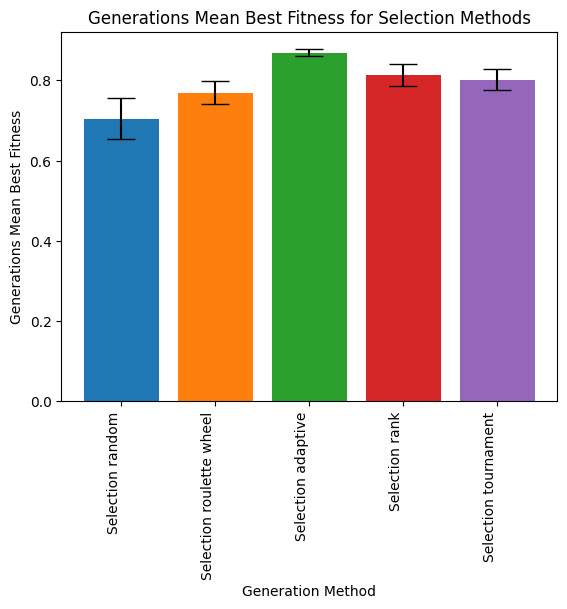 Generations Mean Best Fitness for Selection Methods
Generations Mean Best Fitness
0.8
0.6
0.4
0.2
0.0
Selection random
Selection roulette wheel
Selection adaptive
Selection rank
Selection tournament
Generation Method